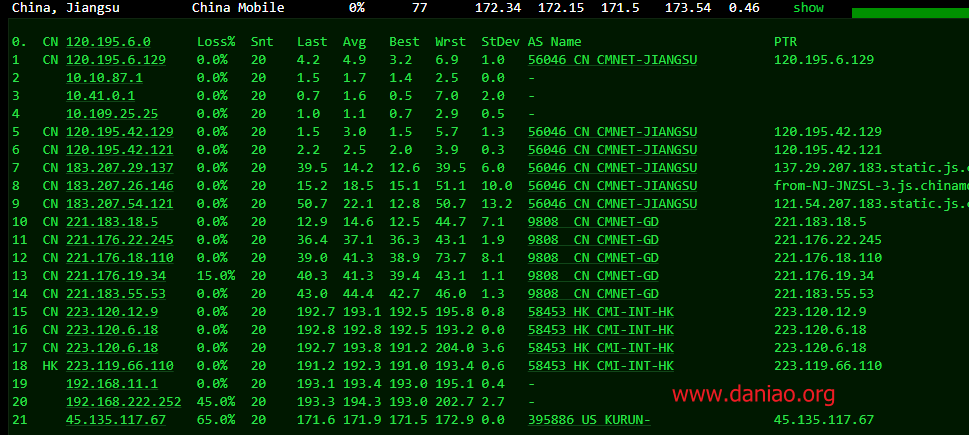 China, Jiangsu China Mobile 0% 77 172.34 172.15 171.5 173.54 0.46 show
0. CN 120.195.6.0 Loss% Snt Last Avg Best Wrst StDev AS Name PTR
1 CN 120.195.6.129 0.0% 20 4.2 4.9 3.2 6.9 1.0 56046 CN CMNET-JIANGSU 120.195.6.129
2 10.10.87.1 0.0% 20 1.5 1.7 1.4 2.5 0.0 -
3 10.41.0.1 0.0% 20 0.7 1.6 0.5 7.0 2.0 -
4 10.109.25.25 0.0% 20 1.0 1.1 0.7 2.9 0.5 -
5 CN 120.195.42.129 0.0% 20 1.5 3.0 1.5 5.7 1.3 56046 CN CMNET-JIANGSU 120.195.42.129
6 CN 120.195.42.121 0.0% 20 2.2 2.5 2.0 3.9 0.3 56046 CN CMNET-JIANGSU 120.195.42.121
7 CN 183.207.29.137 0.0% 20 39.5 14.2 12.6 39.5 6.0 56046 CN CMNET-JIANGSU 137.29.207.183.static.js.
8 CN 183.207.26.146 0.0% 20 15.2 18.5 15.1 51.1 10.0 56046 CN CMNET-JIANGSU from-NJ-JNZSL-3.js.chinamo
9 CN 183.207.54.121 0.0% 20 50.7 22.1 12.8 50.7 13.2 56046 CN CMNET-JIANGSU 121.54.207.183.static.js.
10 CN 221.183.18.5 0.0% 20 12.9 14.6 12.5 44.7 7.1 9808 CN CMNET-GD 221.183.18.5
11 CN 221.176.22.245 0.0% 20 36.4 37.1 36.3 43.1 1.9 9808 CN CMNET-GD 221.176.22.245
12 CN 221.176.18.110 0.0% 20 39.0 41.3 38.9 73.7 8.1 9808 CN CMNET-GD 221.176.18.110
13 CN 221.176.19.34 15.0% 20 40.3 41.3 39.4 43.1 1.1 9808 CN CMNET-GD 221.176.19.34
14 CN 221.183.55.53 0.0% 20 43.0 44.4 42.7 46.0 1.3 9808 CN CMNET-GD 221.183.55.53
15 CN 223.120.12.9 0.0% 20 192.7 193.1 192.5 195.8 0.8 58453 HK CMI-INT-HK 223.120.12.9
16 CN 223.120.6.18 0.0% 20 192.8 192.8 192.5 193.2 0.0 58453 HK CMI-INT-HK 223.120.6.18
17 CN 223.120.6.18 0.0% 20 192.7 193.8 191.2 204.0 3.6 58453 HK CMI-INT-HK 223.120.6.18
18 HK 223.119.66.110 0.0% 20 191.2 192.3 191.0 193.4 0.6 58453 HK CMI-INT-HK 223.119.66.110
19 192.168.11.1 0.0% 20 193.1 193.4 193.0 195.1 0.4 -
20 192.168.222.252 45.0% 20 193.3 194.3 193.0 202.7 2.7 -
21 45.135.117.67 65.0% 20 171.6 171.9 171.5 172.9 0.0 395886 US KURUN- 45.135.117.67
www.daniao.org